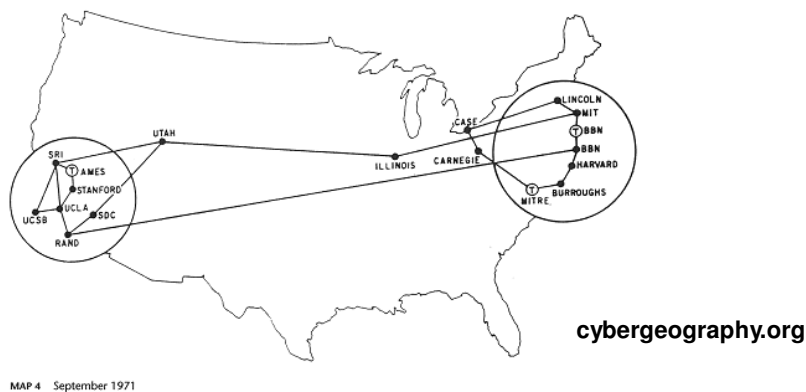 LINCOLN
MIT
CASE
T BBN
UTAH
BBN
SRI
ILLINOIS
CARNEGIE
HARVARD
T AMES
STANFORD
T
BURROUGHS
MITRE
UCLA
SDC
UCSB
RAND
cybergeography.org
MAP 4 September 1971